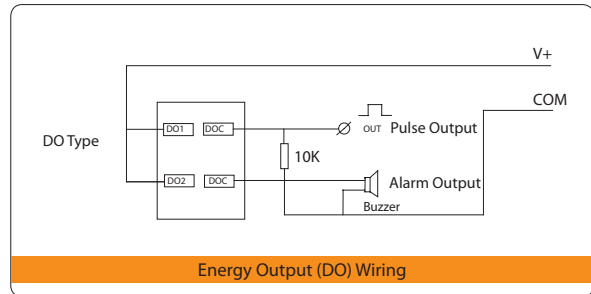 V+
COM
DO Type
DO1 DOC
OUT Pulse Output
10K
DO2 DOC
Alarm Output
Buzzer
Energy Output (DO) Wiring